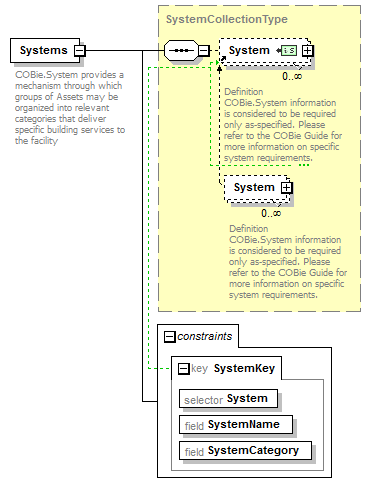 SystemCollectionType
Systems
COBie.System provides a
mechanism through which
groups of Assets may be
organized into relevant
categories that deliver
specific building services to
the facility
System
0..∞
Definition
COBie.System information
is considered to be required
only as-specified. Please
refer to the COBie Guide for
more information on specific
system requirements.
System
0..∞
Definition
COBie.System information
is considered to be required
only as-specified. Please
refer to the COBie Guide for
more information on specific
system requirements.
constraints
key SystemKey
selector System
field SystemName
field SystemCategory